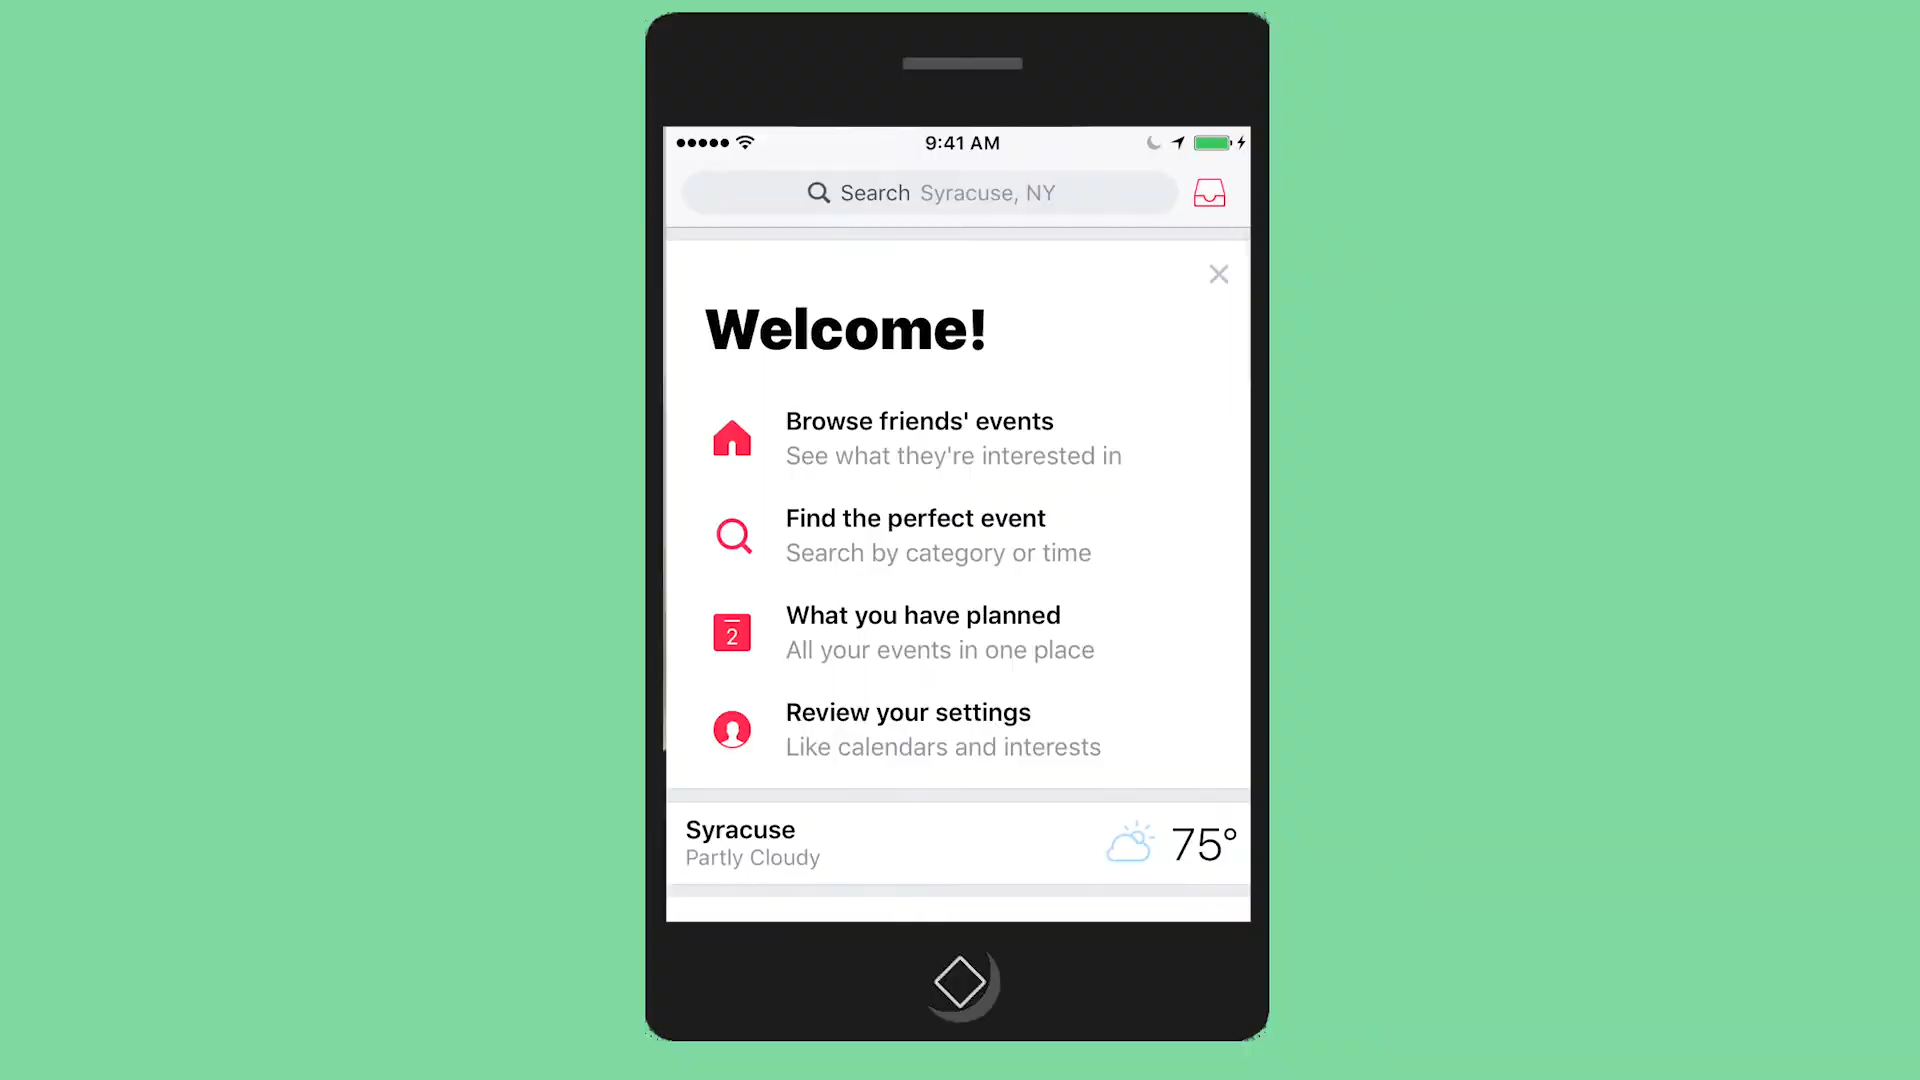 9:41 AM
Search Syracuse, NY
Welcome!
Browse friends' events
See what they're interested in
Find the perfect event
Search by category or time
2
What you have planned
All your events in one place
Review your settings
Like calendars and interests
Syracuse
Partly Cloudy
75°